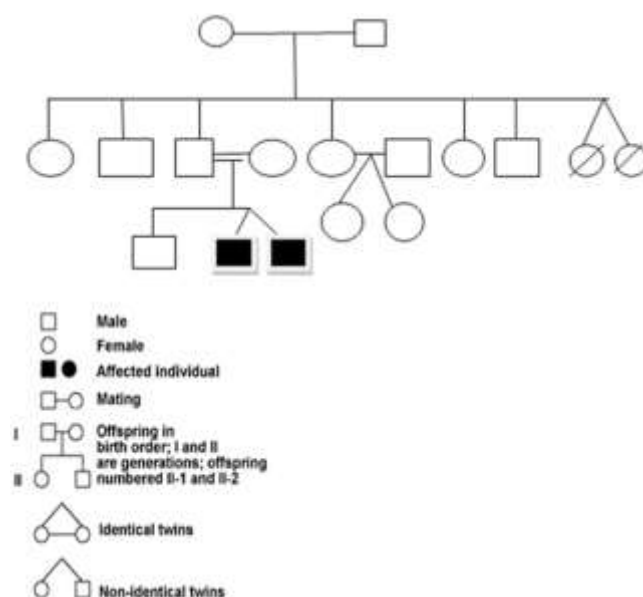 Male
Female
Affected individual
Mating
I Offspring in
birth order; I and II
are generations; offspring
II numbered II-1 and II-2
Identical twins
Non-identical twins